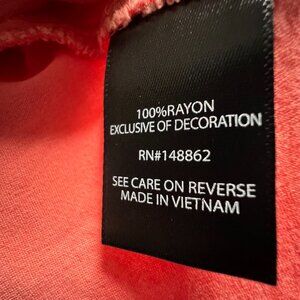 100%RAYON
EXCLUSIVE OF DECORATION
RN#148862
SEE CARE ON REVERSE
MADE IN VIETNAM